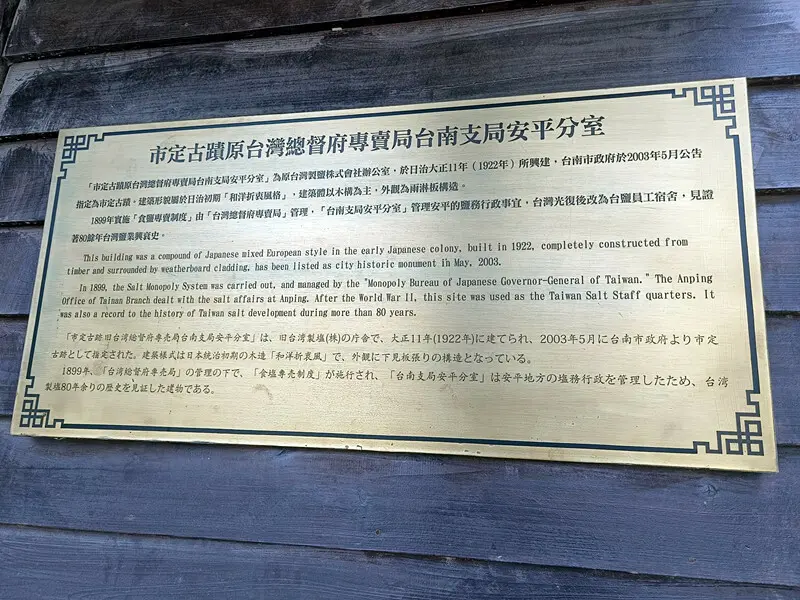 市定古蹟原台灣總督府專賣局台南支局安平分室
「市定古蹟原台灣總督府專賣局台南支局安平分室」為原台灣製鹽株式會社辦公室，於日治大正11年（1922年）所興建，台南市政府於2003年5月公告
指定為市定古蹟。建築形貌屬於日治初期「和洋折衷風格」，建築體以木構為主，外觀為雨淋板構造。
1899年實施「食鹽專賣制度」由「台灣總督府專賣局」管理，「台南支局安平分室」管理安平的鹽務行政事宜，台灣光復後改為台鹽員工宿舍，見證
著80餘年台灣鹽業興衰史。
This building was a compound of Japanese mixed European style in the early Japanese colony, built in 1922, completely constructed from
timber and surrounded by weatherboard cladding, has been listed as city historic monument in May, 2003.
In 1899, the Salt Monopoly System was carried out, and managed by the "Monopoly Bureau of Japanese Governor-General of Taiwan." The Anping
Office of Tainan Branch dealt with the salt affairs at Anping. After the World War II, this site was used as the Taiwan Salt Staff quarters. It
was also a record to the history of Taiwan salt development during more than 80 years.
「市定古跡旧台湾総督府専売局台南支局安平分室」は、旧台湾製塩(株)の庁舎で、大正11年(1922年)に建てられ、2003年5月に台南市政府より市定
古跡として指定された。建築様式は日本統治初期の木造「和洋折衷風」で、外観に下見板張りの構造となっている。
1899年、「台湾総督府専売局」の管理の下で、「食塩専売制度」が施行され、「台南支局安平分室」は安平地方の塩務行政を管理したため、台湾
製塩80年余りの歴史を見証した建物である。